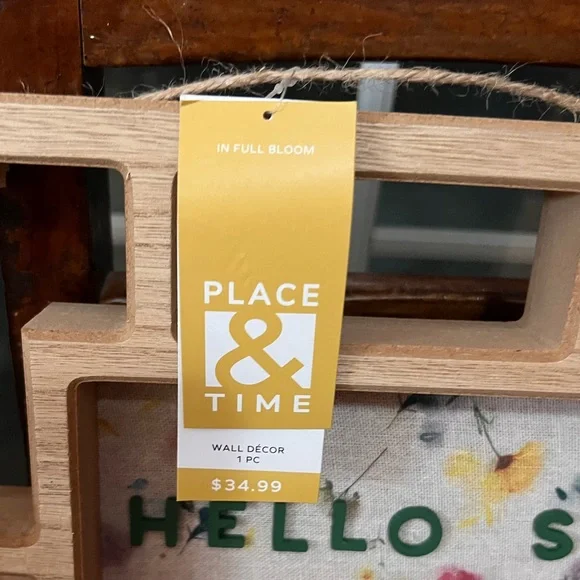 IN FULL BLOOM
PLACE
&
TIME
WALL DÉCOR
1 PC
$34.99
HELLO S